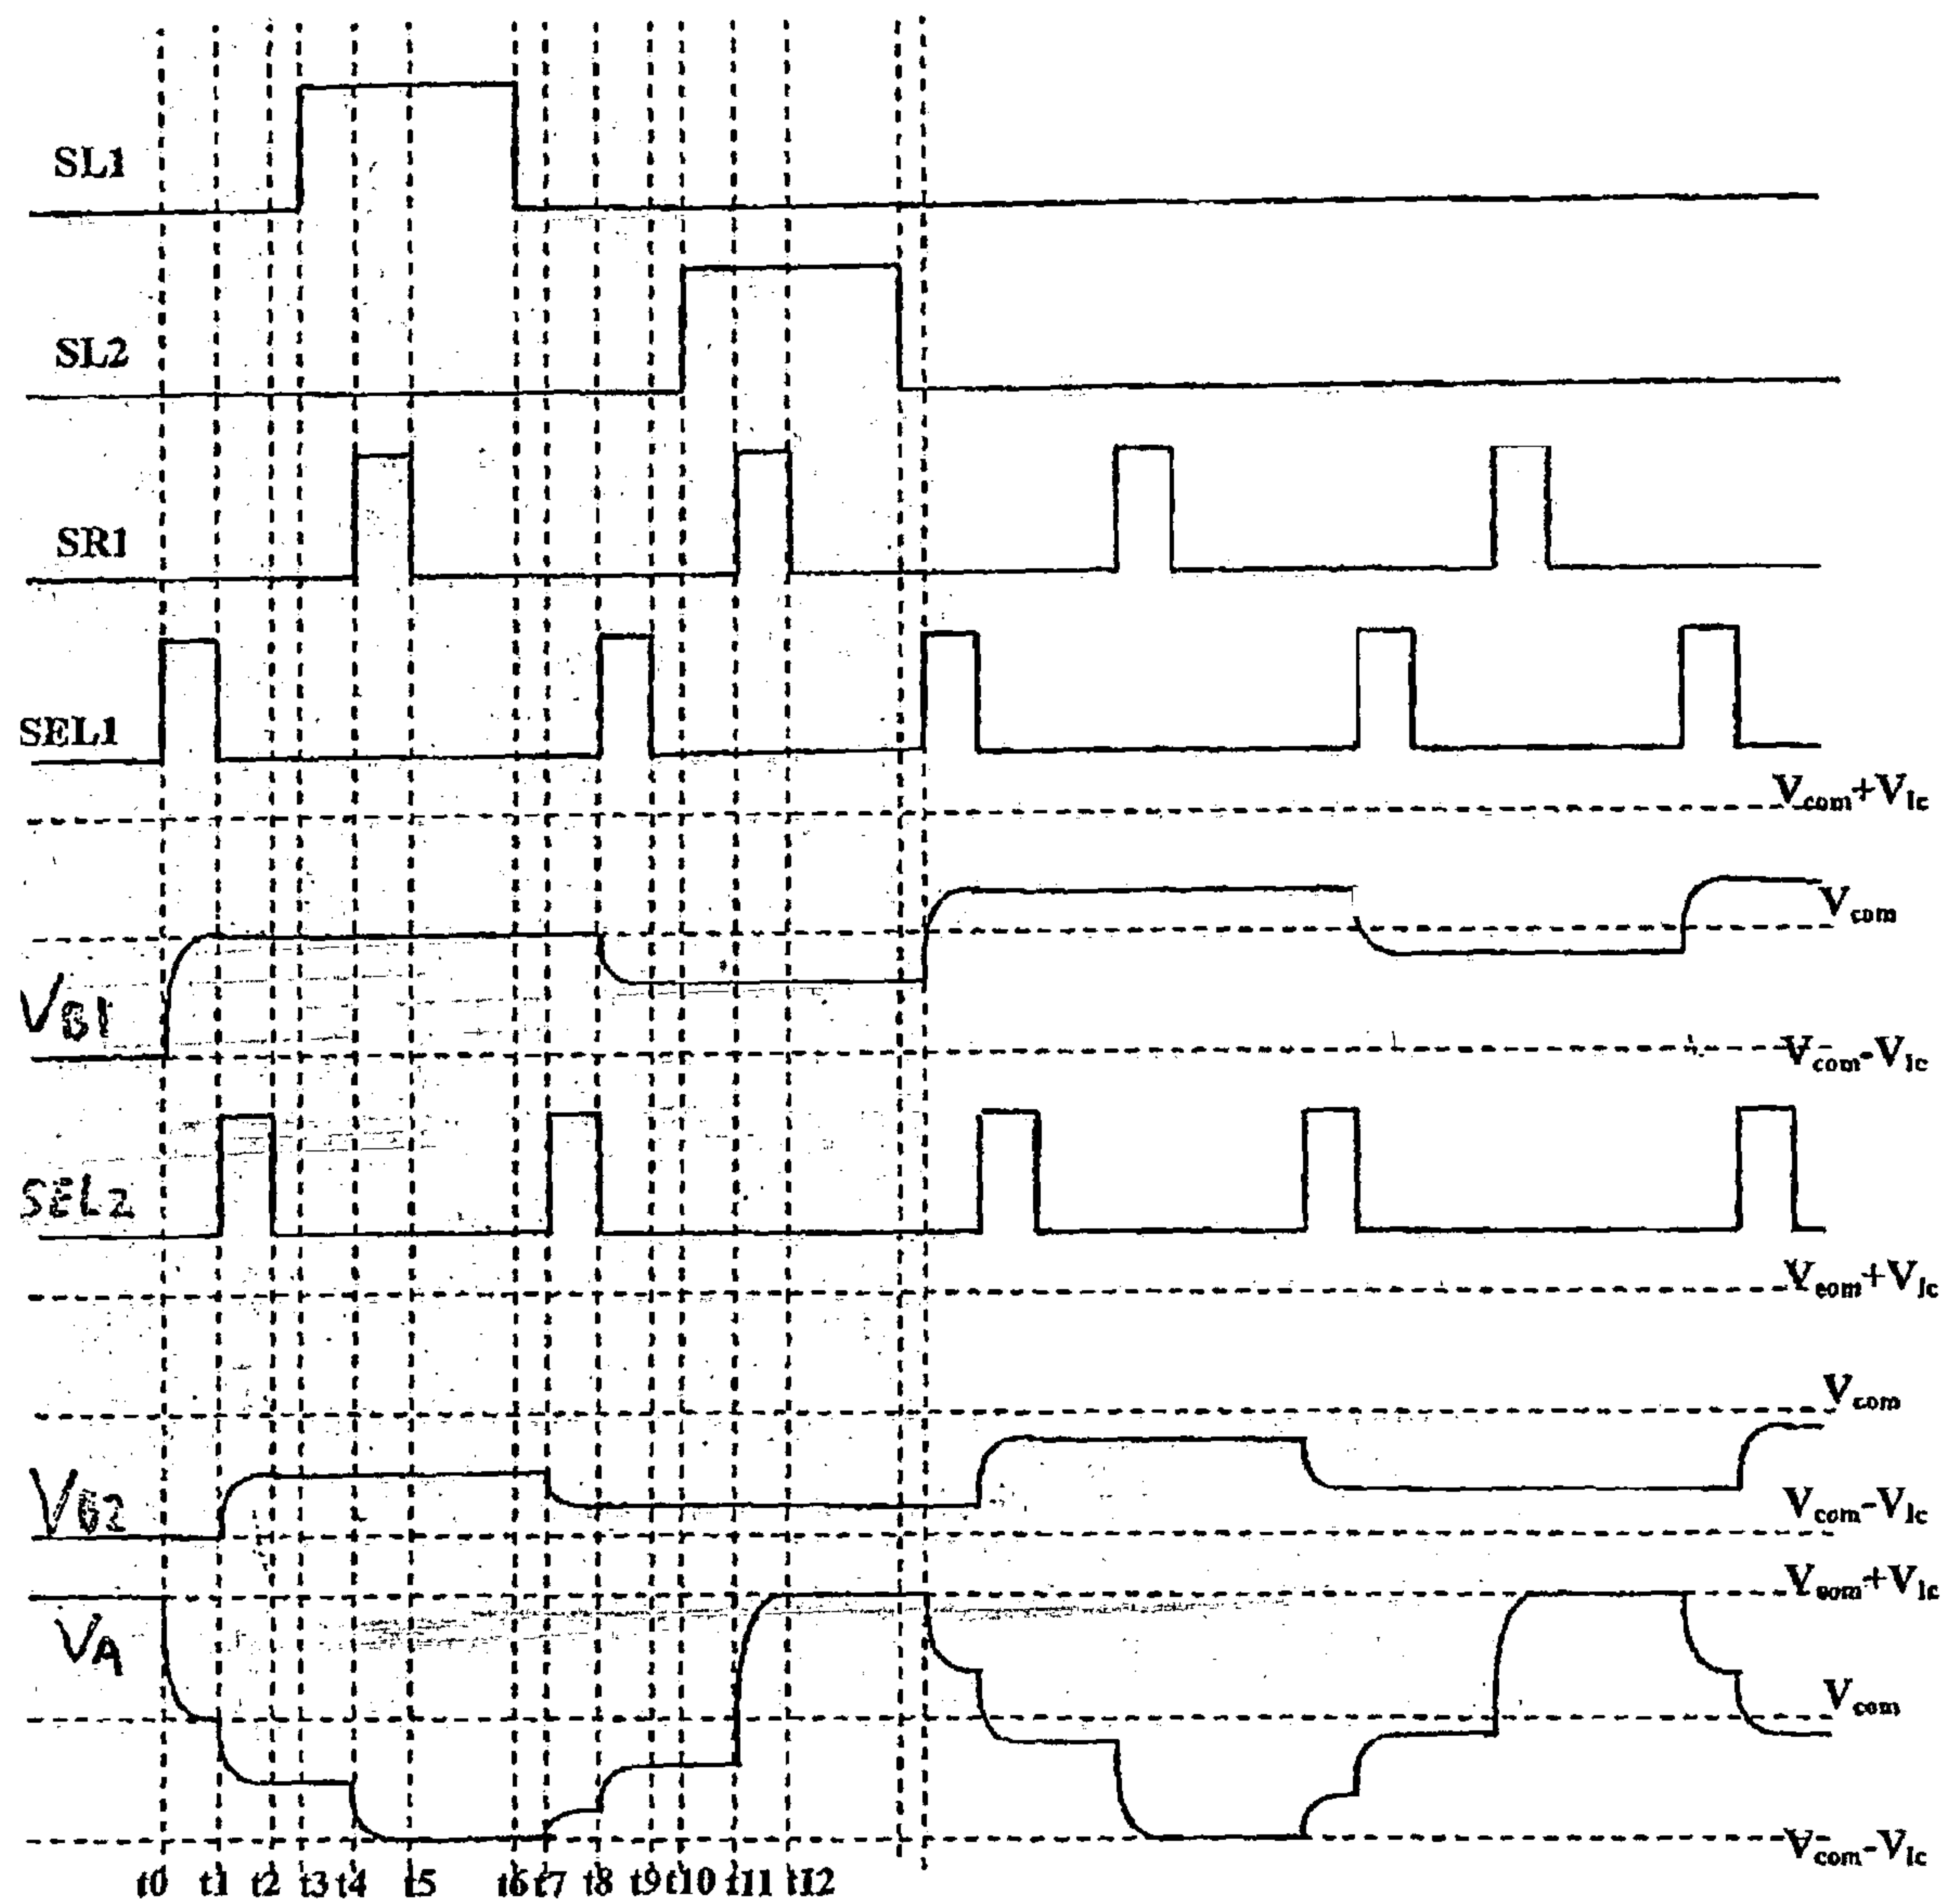 SL1
SL2
SR1
SEL1
Vcom+Vlc
Vcom
VB1
Vcom-Vlc
SEL2
Vcom+Vlc
Vcom
VB2
Vcom-Vlc
Vcom+Vlc
VA
Vcom
Vcom-Vlc
t0 t1 t2 t3 t4 t5 t6 t7 t8 t9 t10 t11 t12